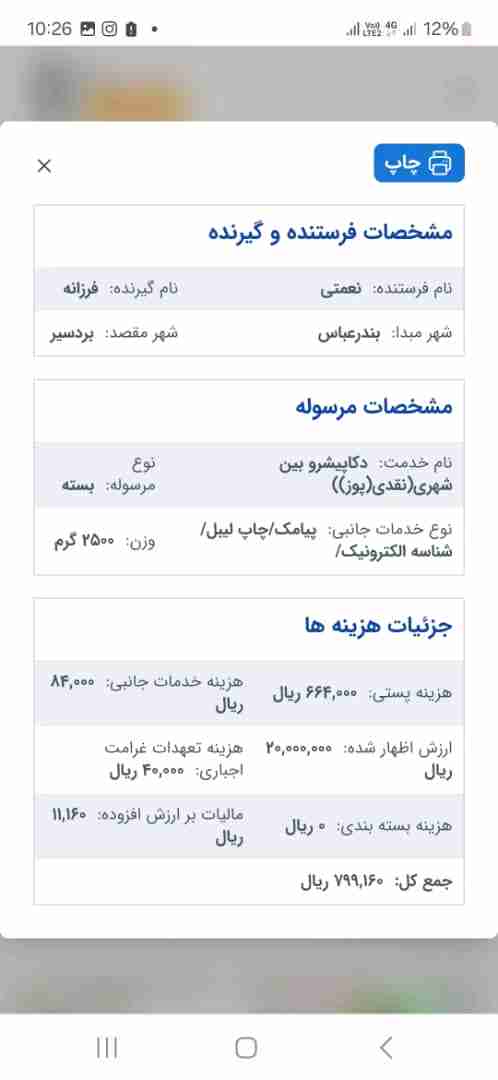 10:26
Vo)) 4G
LTE2
12%
چاپ
مشخصات فرستنده و گیرنده
نام فرستنده: نعمتی
نام گیرنده: فرزانه
شهر مبدا: بندرعباس
شهر مقصد: بردسیر
مشخصات مرسوله
نام خدمت: دکاپیشرو بین
شهری(نقدی(پوز))
نوع
مرسوله: بسته
نوع خدمات جانبی: پیامک/چاپ لیبل/
شناسه الکترونیک/
وزن: ۲۵۰۰ گرم
جزئیات هزینه ها
هزینه پستی: ۶۶۴,۰۰۰ ریال
هزینه خدمات جانبی: ۸۴,۰۰۰
ریال
ارزش اظهار شده: ۲۰,۰۰۰,۰۰۰
ریال
هزینه تعهدات غرامت
اجباری: ۴۰,۰۰۰ ریال
هزینه بسته بندی: ۰ ریال
مالیات بر ارزش افزوده: ۱۱,۱۶۰
ریال
جمع کل: ۷۹۹,۱۶۰ ریال